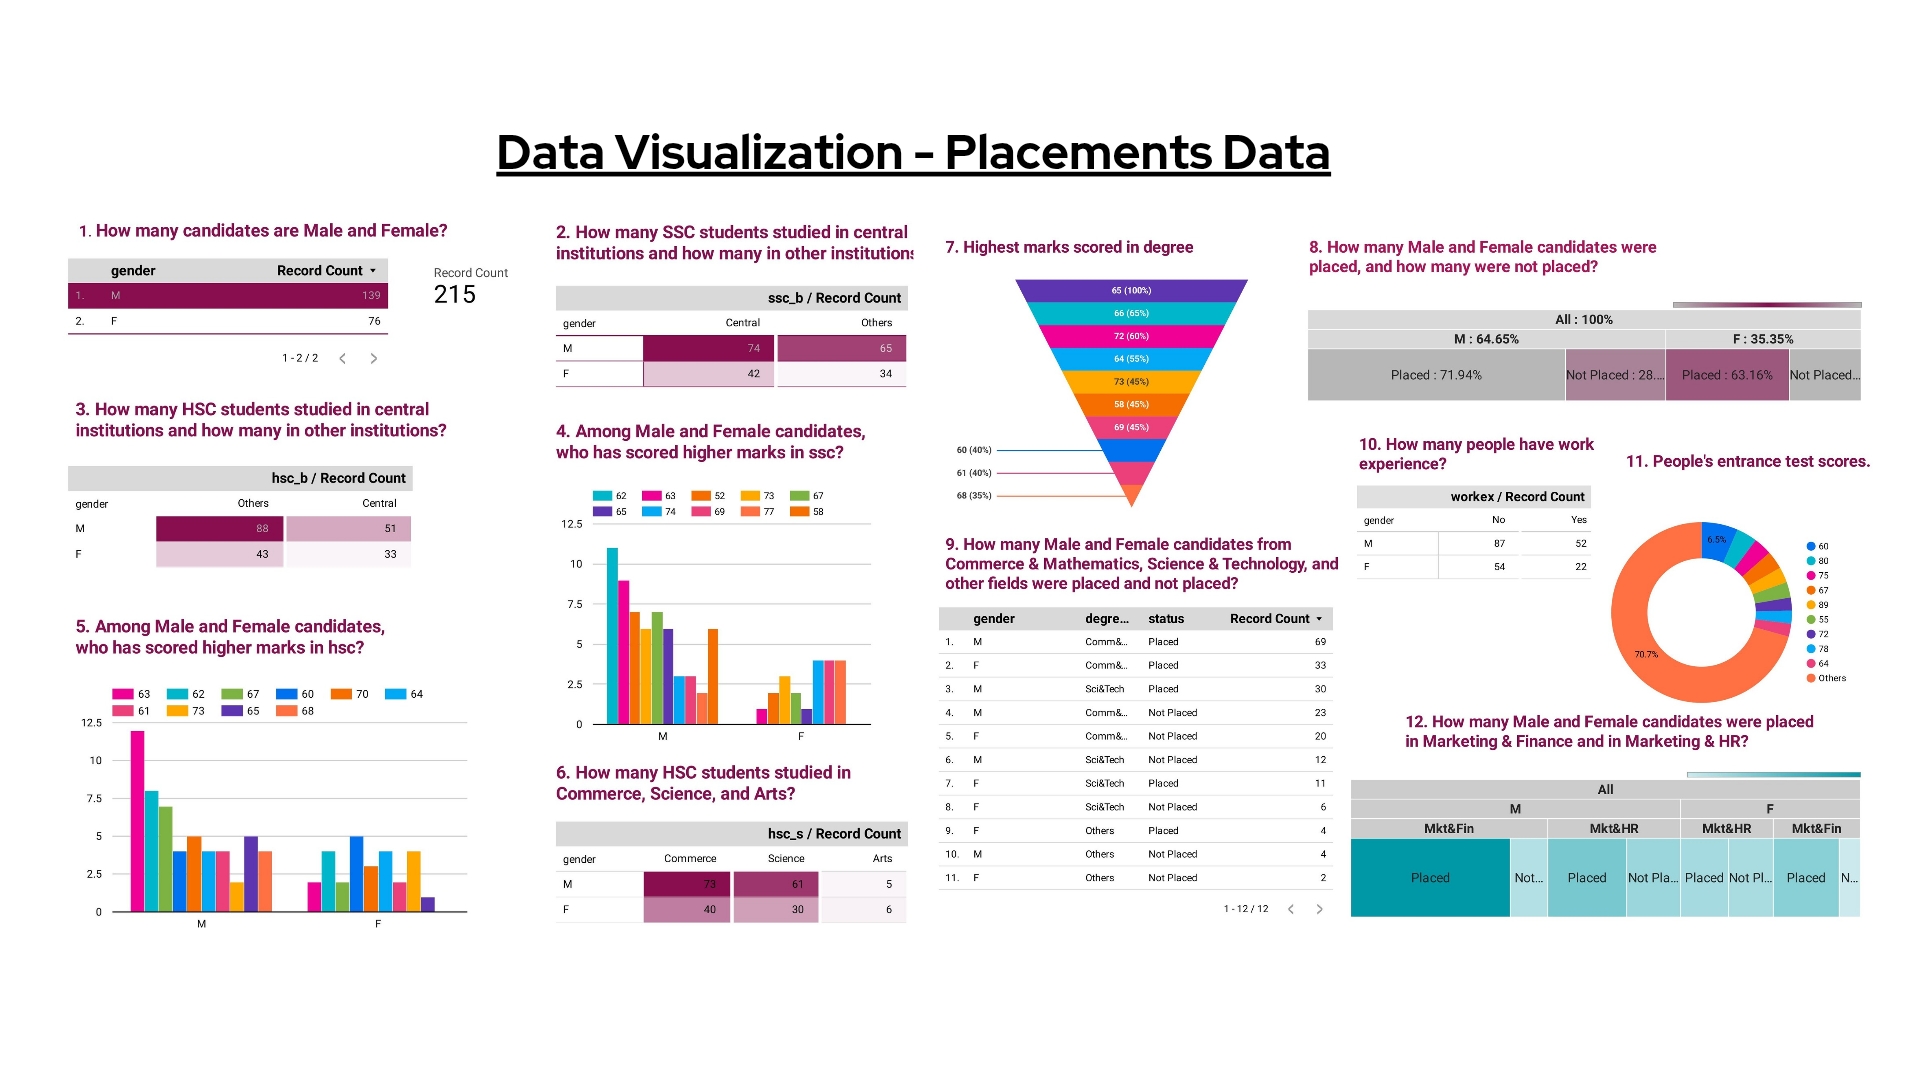 Data Visualization - Placements Data
1. How many candidates are Male and Female?
gender Record Count
1. M 139
2. F 76
1 - 2 / 2
Record Count
215
2. How many SSC students studied in central
institutions and how many in other institutions
ssc_b / Record Count
gender Central Others
M 74 65
F 42 34
3. How many HSC students studied in central
institutions and how many in other institutions?
hsc_b / Record Count
gender Others Central
M 88 51
F 43 33
4. Among Male and Female candidates,
who has scored higher marks in ssc?
62 63 52 73 67
65 74 69 77 58
12.5
10
7.5
5
2.5
0
M F
5. Among Male and Female candidates,
who has scored higher marks in hsc?
63 62 67 60 70 64
61 73 65 68
12.5
10
7.5
5
2.5
0
M F
6. How many HSC students studied in
Commerce, Science, and Arts?
hsc_s / Record Count
gender Commerce Science Arts
M 73 61 5
F 40 30 6
7. Highest marks scored in degree
65 (100%)
66 (65%)
72 (60%)
64 (55%)
73 (45%)
58 (45%)
69 (45%)
60 (40%)
61 (40%)
68 (35%)
8. How many Male and Female candidates were
placed, and how many were not placed?
All : 100%
M : 64.65% F : 35.35%
Placed : 71.94% Not Placed : 28.... Placed : 63.16% Not Placed...
9. How many Male and Female candidates from
Commerce & Mathematics, Science & Technology, and
other fields were placed and not placed?
gender degre... status Record Count
1. M Comm&... Placed 69
2. F Comm&... Placed 33
3. M Sci&Tech Placed 30
4. M Comm&... Not Placed 23
5. F Comm&... Not Placed 20
6. M Sci&Tech Not Placed 12
7. F Sci&Tech Placed 11
8. F Sci&Tech Not Placed 6
9. F Others Placed 4
10. M Others Not Placed 4
11. F Others Not Placed 2
1 - 12 / 12
10. How many people have work
experience?
workex / Record Count
gender No Yes
M 87 52
F 54 22
11. People's entrance test scores.
6.5%
70.7%
60
80
75
67
89
55
72
78
64
Others
12. How many Male and Female candidates were placed
in Marketing & Finance and in Marketing & HR?
All
M F
Mkt&Fin Mkt&HR Mkt&HR Mkt&Fin
Placed Not... Placed Not Pla... Placed Not Pl... Placed N...